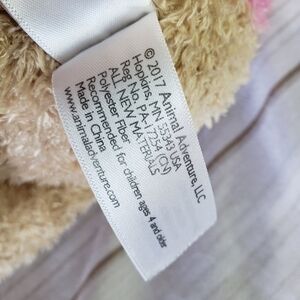 © 2017 Animal Adventure, LLC
Hopkins, MN 55343 USA
Reg No. PA-17254 (CN)
ALL NEW MATERIALS
Polyester Fiber
Recommended for children ages 4 and older
Made in China
www.animaladventure.com